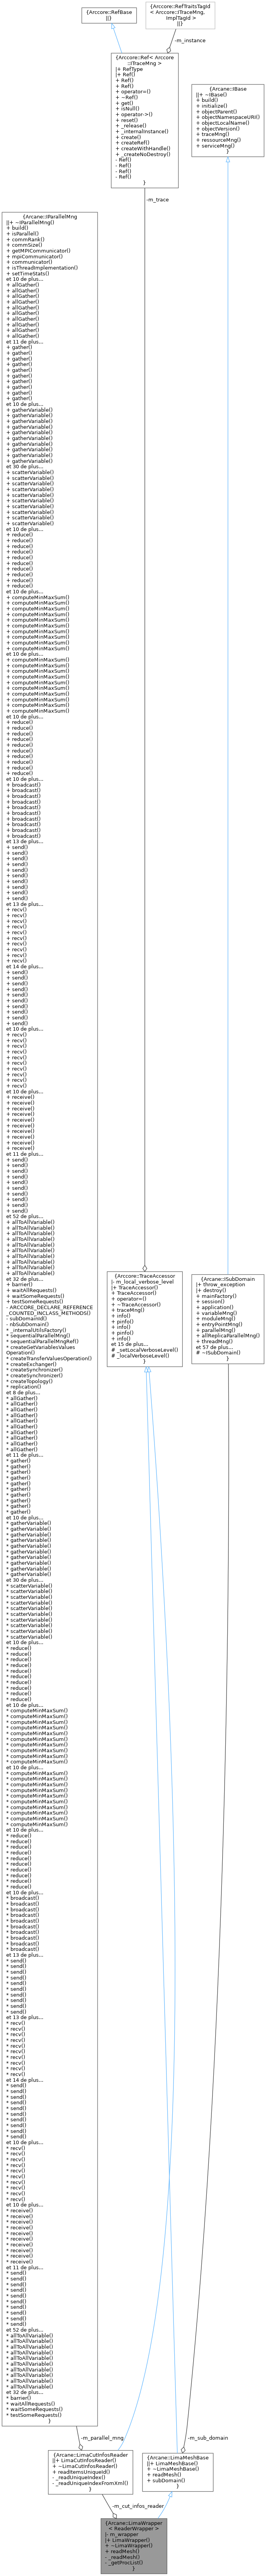 {Arccore::RefBase
||}
{Arccore::RefTraitsTagId
< Arccore::ITraceMng,
ImplTagId >
||}
-m_instance
{Arccore::Ref< Arccore
::ITraceMng >
|+ RefType
|+ Ref()
+ Ref()
+ Ref()
+ operator=()
+ ~Ref()
+ get()
+ isNull()
+ operator->()
+ reset()
+ _release()
+ _internalInstance()
+ create()
+ createRef()
+ createWithHandle()
+ _createNoDestroy()
- Ref()
- Ref()
- Ref()
- Ref()
}
{Arcane::IBase
||+ ~IBase()
+ build()
+ initialize()
+ objectParent()
+ objectNamespaceURI()
+ objectLocalName()
+ objectVersion()
+ traceMng()
+ ressourceMng()
+ serviceMng()
}
-m_trace
{Arcane::IParallelMng
||+ ~IParallelMng()
+ build()
+ isParallel()
+ commRank()
+ commSize()
+ getMPICommunicator()
+ mpiCommunicator()
+ communicator()
+ isThreadImplementation()
+ setTimeStats()
et 10 de plus...
+ allGather()
+ allGather()
+ allGather()
+ allGather()
+ allGather()
+ allGather()
+ allGather()
+ allGather()
+ allGather()
+ allGather()
et 11 de plus...
+ gather()
+ gather()
+ gather()
+ gather()
+ gather()
+ gather()
+ gather()
+ gather()
+ gather()
+ gather()
et 10 de plus...
+ gatherVariable()
+ gatherVariable()
+ gatherVariable()
+ gatherVariable()
+ gatherVariable()
+ gatherVariable()
+ gatherVariable()
+ gatherVariable()
+ gatherVariable()
+ gatherVariable()
et 30 de plus...
+ scatterVariable()
+ scatterVariable()
+ scatterVariable()
+ scatterVariable()
+ scatterVariable()
+ scatterVariable()
+ scatterVariable()
+ scatterVariable()
+ scatterVariable()
+ scatterVariable()
et 10 de plus...
+ reduce()
+ reduce()
+ reduce()
+ reduce()
+ reduce()
+ reduce()
+ reduce()
+ reduce()
+ reduce()
+ reduce()
et 10 de plus...
+ computeMinMaxSum()
+ computeMinMaxSum()
+ computeMinMaxSum()
+ computeMinMaxSum()
+ computeMinMaxSum()
+ computeMinMaxSum()
+ computeMinMaxSum()
+ computeMinMaxSum()
+ computeMinMaxSum()
+ computeMinMaxSum()
et 10 de plus...
+ computeMinMaxSum()
+ computeMinMaxSum()
+ computeMinMaxSum()
+ computeMinMaxSum()
+ computeMinMaxSum()
+ computeMinMaxSum()
+ computeMinMaxSum()
+ computeMinMaxSum()
+ computeMinMaxSum()
+ computeMinMaxSum()
et 10 de plus...
+ reduce()
+ reduce()
+ reduce()
+ reduce()
+ reduce()
+ reduce()
+ reduce()
+ reduce()
+ reduce()
+ reduce()
et 10 de plus...
+ broadcast()
+ broadcast()
+ broadcast()
+ broadcast()
+ broadcast()
+ broadcast()
+ broadcast()
+ broadcast()
+ broadcast()
+ broadcast()
et 13 de plus...
+ send()
+ send()
+ send()
+ send()
+ send()
+ send()
+ send()
+ send()
+ send()
+ send()
et 13 de plus...
+ recv()
+ recv()
+ recv()
+ recv()
+ recv()
+ recv()
+ recv()
+ recv()
+ recv()
+ recv()
et 14 de plus...
+ send()
+ send()
+ send()
+ send()
+ send()
+ send()
+ send()
+ send()
+ send()
+ send()
et 10 de plus...
+ recv()
+ recv()
+ recv()
+ recv()
+ recv()
+ recv()
+ recv()
+ recv()
+ recv()
+ recv()
et 10 de plus...
+ receive()
+ receive()
+ receive()
+ receive()
+ receive()
+ receive()
+ receive()
+ receive()
+ receive()
+ receive()
et 11 de plus...
+ send()
+ send()
+ send()
+ send()
+ send()
+ send()
+ send()
+ send()
+ send()
+ send()
et 52 de plus...
+ allToAllVariable()
+ allToAllVariable()
+ allToAllVariable()
+ allToAllVariable()
+ allToAllVariable()
+ allToAllVariable()
+ allToAllVariable()
+ allToAllVariable()
+ allToAllVariable()
+ allToAllVariable()
et 32 de plus...
+ barrier()
- waitAllRequests()
- waitSomeRequests()
- testSomeRequests()
- ARCCORE_DECLARE_REFERENCE
_COUNTED_INCLASS_METHODS()
- subDomainId()
- nbSubDomain()
* _internalUtilsFactory()
* sequentialParallelMng()
* sequentialParallelMngRef()
* createGetVariablesValues
Operation()
* createTransferValuesOperation()
* createExchanger()
* createSynchronizer()
* createSynchronizer()
* createTopology()
* replication()
et 8 de plus...
* allGather()
* allGather()
* allGather()
* allGather()
* allGather()
* allGather()
* allGather()
* allGather()
* allGather()
* allGather()
et 11 de plus...
* gather()
* gather()
* gather()
* gather()
* gather()
* gather()
* gather()
* gather()
* gather()
* gather()
et 10 de plus...
* gatherVariable()
* gatherVariable()
* gatherVariable()
* gatherVariable()
* gatherVariable()
* gatherVariable()
* gatherVariable()
* gatherVariable()
* gatherVariable()
* gatherVariable()
et 30 de plus...
* scatterVariable()
* scatterVariable()
* scatterVariable()
* scatterVariable()
* scatterVariable()
* scatterVariable()
* scatterVariable()
* scatterVariable()
* scatterVariable()
* scatterVariable()
et 10 de plus...
* reduce()
* reduce()
* reduce()
* reduce()
* reduce()
* reduce()
* reduce()
* reduce()
* reduce()
* reduce()
et 10 de plus...
* computeMinMaxSum()
* computeMinMaxSum()
* computeMinMaxSum()
* computeMinMaxSum()
* computeMinMaxSum()
* computeMinMaxSum()
* computeMinMaxSum()
* computeMinMaxSum()
* computeMinMaxSum()
* computeMinMaxSum()
et 10 de plus...
* computeMinMaxSum()
* computeMinMaxSum()
* computeMinMaxSum()
* computeMinMaxSum()
* computeMinMaxSum()
* computeMinMaxSum()
* computeMinMaxSum()
* computeMinMaxSum()
* computeMinMaxSum()
* computeMinMaxSum()
et 10 de plus...
* reduce()
* reduce()
* reduce()
* reduce()
* reduce()
* reduce()
* reduce()
* reduce()
* reduce()
* reduce()
et 10 de plus...
* broadcast()
* broadcast()
* broadcast()
* broadcast()
* broadcast()
* broadcast()
* broadcast()
* broadcast()
* broadcast()
* broadcast()
et 13 de plus...
* send()
* send()
* send()
* send()
* send()
* send()
* send()
* send()
* send()
* send()
et 13 de plus...
* recv()
* recv()
* recv()
* recv()
* recv()
* recv()
* recv()
* recv()
* recv()
* recv()
et 14 de plus...
* send()
* send()
* send()
* send()
* send()
* send()
* send()
* send()
* send()
* send()
et 10 de plus...
* recv()
* recv()
* recv()
* recv()
* recv()
* recv()
* recv()
* recv()
* recv()
* recv()
et 10 de plus...
* receive()
* receive()
* receive()
* receive()
* receive()
* receive()
* receive()
* receive()
* receive()
* receive()
et 11 de plus...
* send()
* send()
* send()
* send()
* send()
* send()
* send()
* send()
* send()
* send()
et 52 de plus...
* allToAllVariable()
* allToAllVariable()
* allToAllVariable()
* allToAllVariable()
* allToAllVariable()
* allToAllVariable()
* allToAllVariable()
* allToAllVariable()
* allToAllVariable()
* allToAllVariable()
et 32 de plus...
* barrier()
* waitAllRequests()
* waitSomeRequests()
* testSomeRequests()
}
{Arccore::TraceAccessor
|- m_local_verbose_level
|+ TraceAccessor()
+ TraceAccessor()
+ operator=()
+ ~TraceAccessor()
+ traceMng()
+ info()
+ pinfo()
+ info()
+ pinfo()
+ info()
et 15 de plus...
# _setLocalVerboseLevel()
# _localVerboseLevel()
}
{Arcane::ISubDomain
|+ throw_exception
|+ destroy()
+ mainFactory()
+ session()
+ application()
+ variableMng()
+ moduleMng()
+ entryPointMng()
+ parallelMng()
+ allReplicaParallelMng()
+ threadMng()
et 57 de plus...
# ~ISubDomain()
}
-m_parallel_mng
-m_sub_domain
{Arcane::LimaCutInfosReader
||+ LimaCutInfosReader()
+ ~LimaCutInfosReader()
+ readItemsUniqueId()
- _readUniqueIndex()
- _readUniqueIndexFromXml()
}
{Arcane::LimaMeshBase
||+ LimaMeshBase()
+ ~LimaMeshBase()
+ readMesh()
+ subDomain()
}
-m_cut_infos_reader
{Arcane::LimaWrapper
< ReaderWrapper >
|- m_wrapper
|+ LimaWrapper()
+ ~LimaWrapper()
+ readMesh()
- _readMesh()
- _getProcList()
}